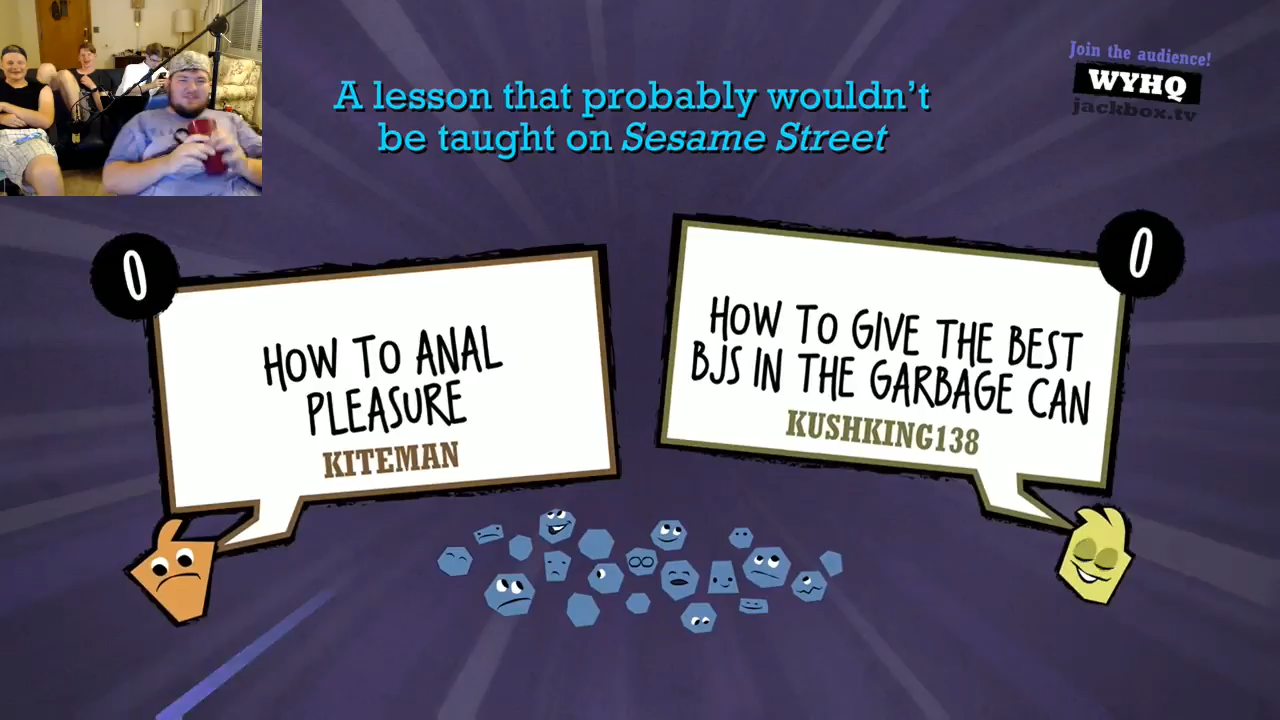 Join the audience!
WYHQ
jackbox.tv
A lesson that probably wouldn't
be taught on Sesame Street
0
HOW TO ANAL
PLEASURE
KITEMAN
0
HOW TO GIVE THE BEST
BJS IN THE GARBAGE CAN
KUSHKING138